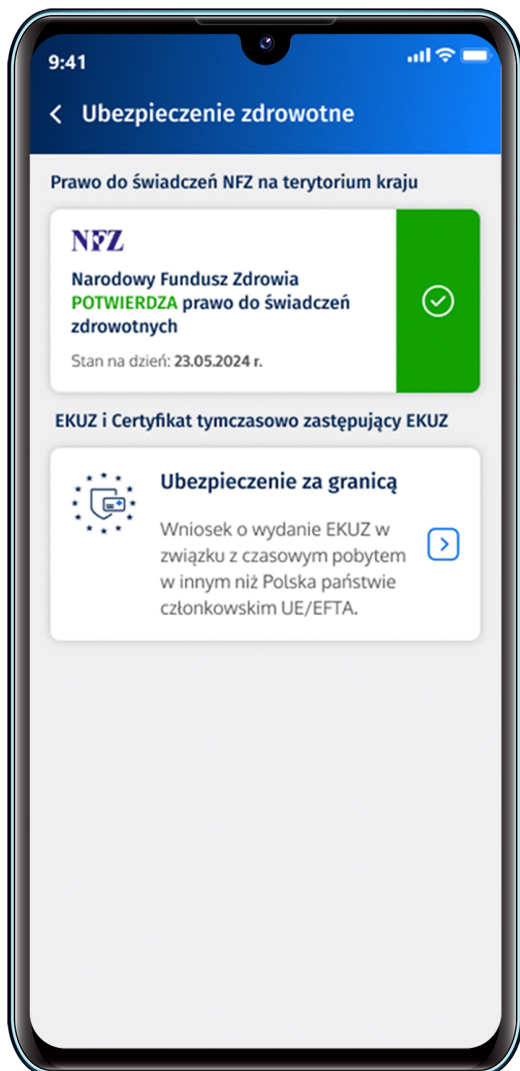 9:41
Ubezpieczenie zdrowotne
Prawo do świadczeń NFZ na terytorium kraju
NFZ
Narodowy Fundusz Zdrowia
POTWIERDZA prawo do świadczeń
zdrowotnych
Stan na dzień: 23.05.2024 r.
EKUZ i Certyfikat tymczasowo zastępujący EKUZ
Ubezpieczenie za granicą
Wniosek o wydanie EKUZ w
związku z czasowym pobytem
w innym niż Polska państwie
członkowskim UE/EFTA.